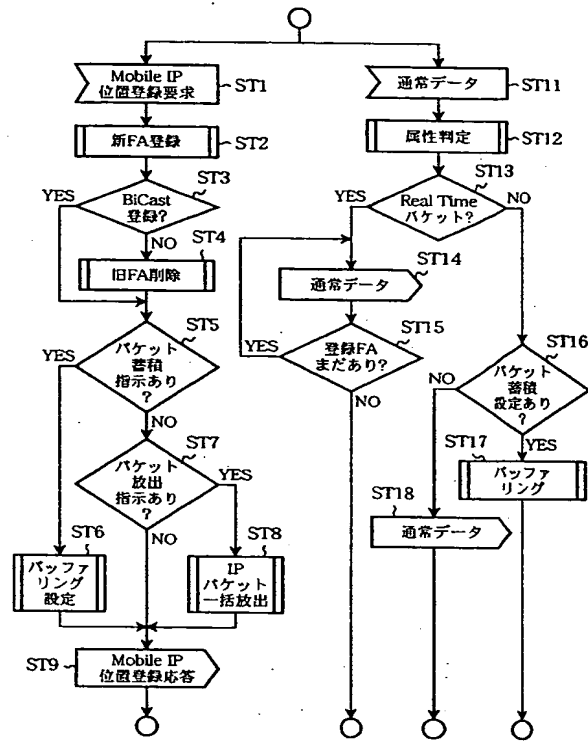 Mobile IP
位置登録要求
ST1
新FA登録
ST2
ST3
YES
BiCast
登録?
NO
ST4
旧FA削除
ST5
YES
パケット
蓄積
指示あり
?
NO
ST7
パケット
放出
指示あり
?
YES
NO
ST6
バッファ
リング
設定
ST8
IP
パケット
一括放出
ST9
Mobile IP
位置登録応答
通常データ
ST11
属性判定
ST12
ST13
YES
Real Time
パケット?
NO
ST14
通常データ
ST15
YES
登録FA
まだあり?
NO
ST16
NO
パケット
蓄積
設定あり
?
YES
ST17
バッファ
リング
ST18
通常データ